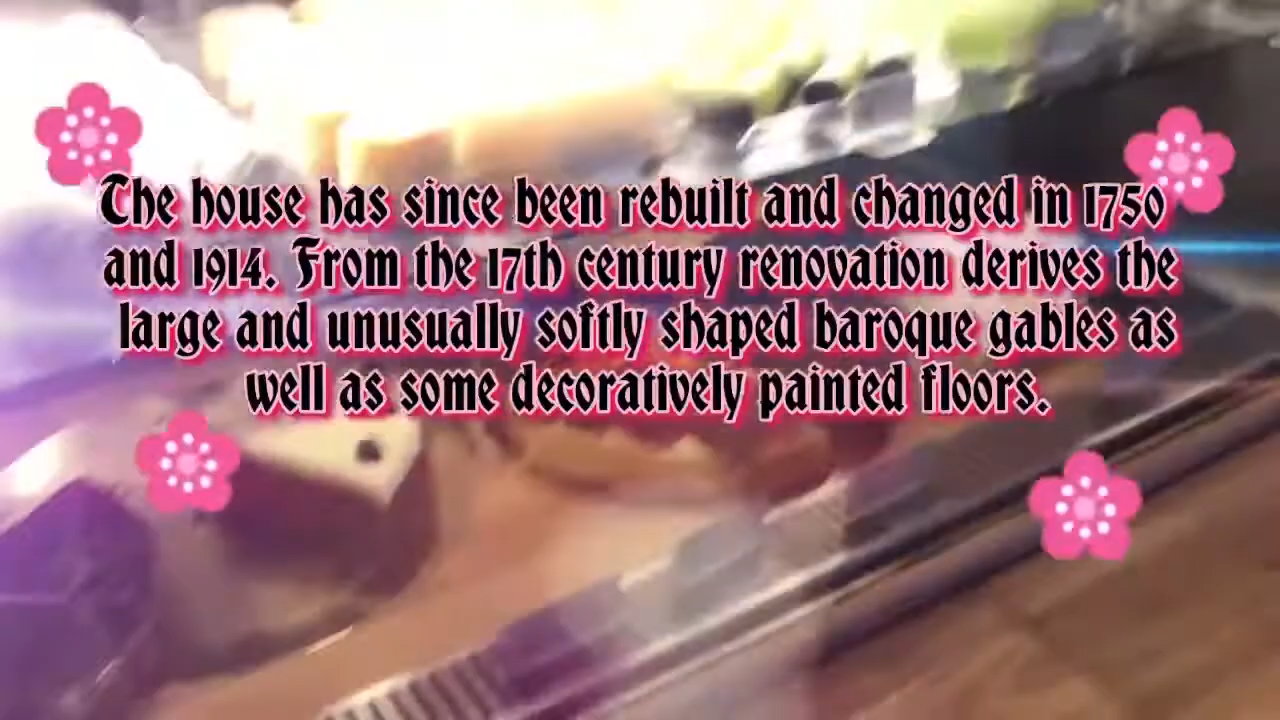 The house has since been rebuilt and changed in 1750
and 1914. From the 17th century renovation derives the
large and unusually softly shaped baroque gables as
well as some decoratively painted floors.